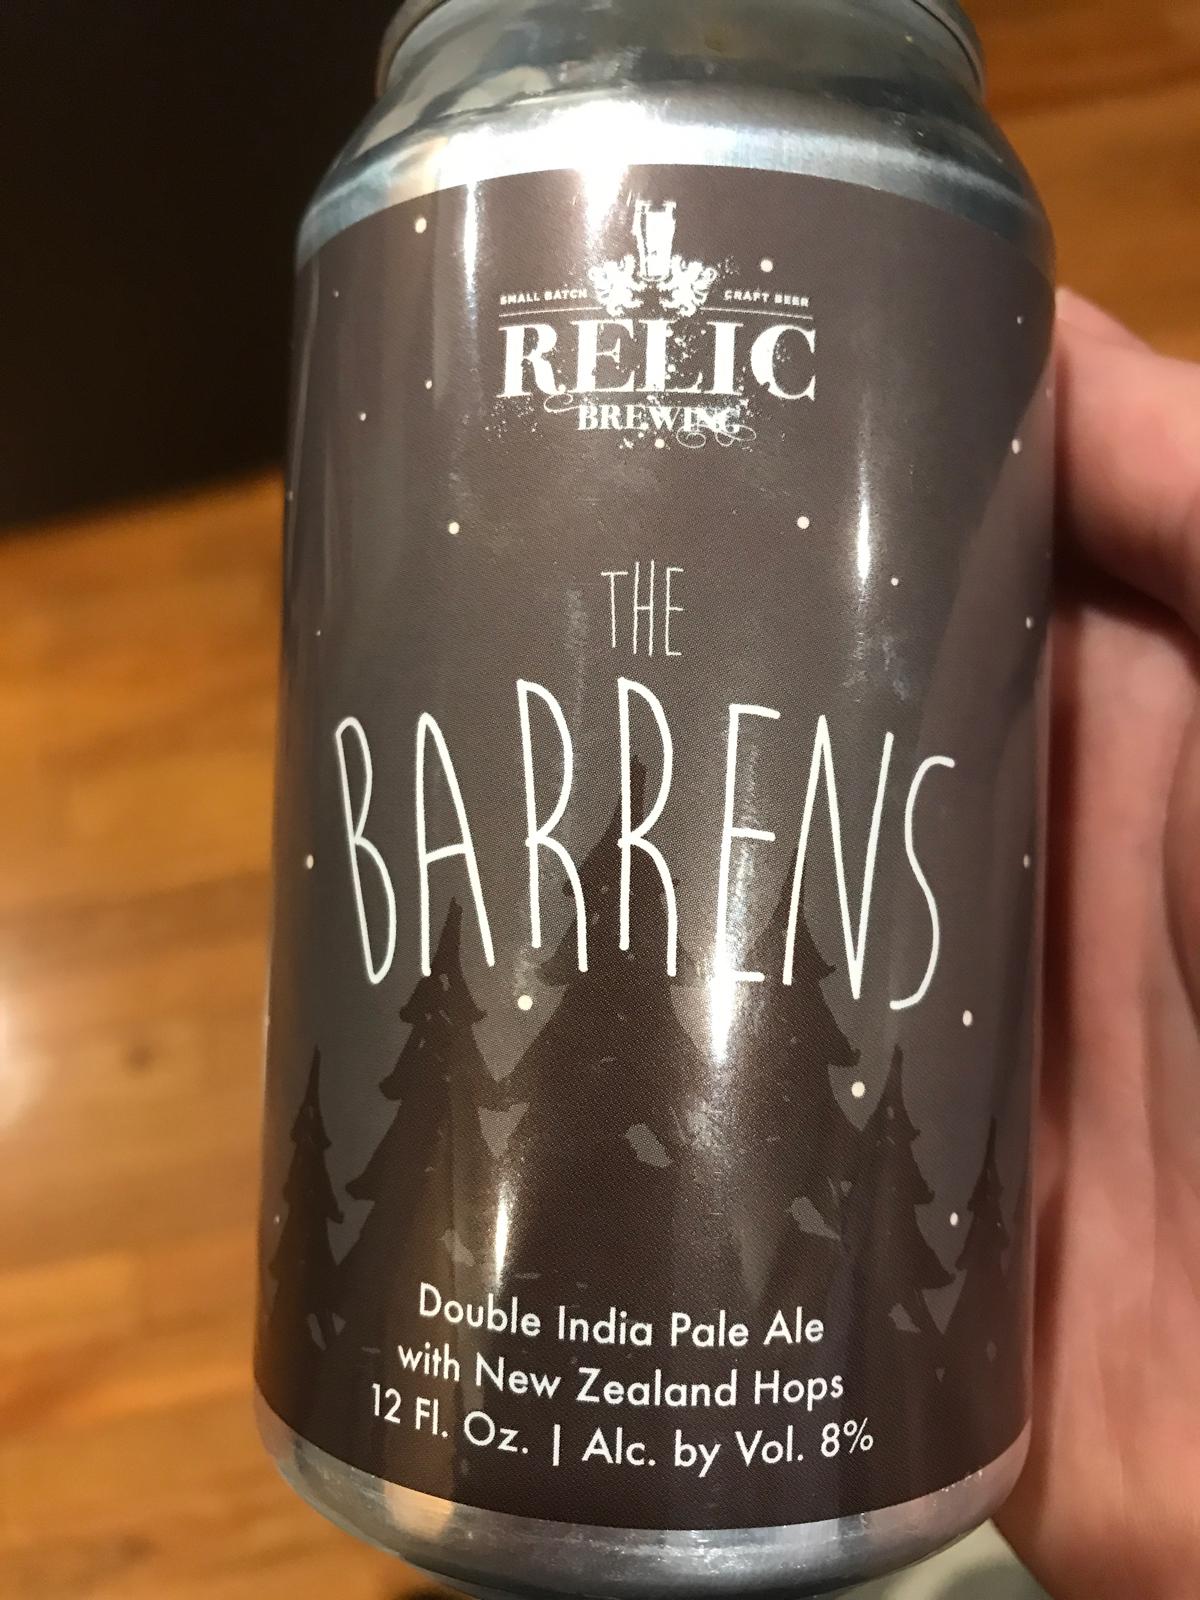 SMALL BATCH CRAFT BEER
RELIC
BREWING
THE
BARRENS
Double India Pale Ale
with New Zealand Hops
12 Fl. Oz. | Alc. by Vol. 8%